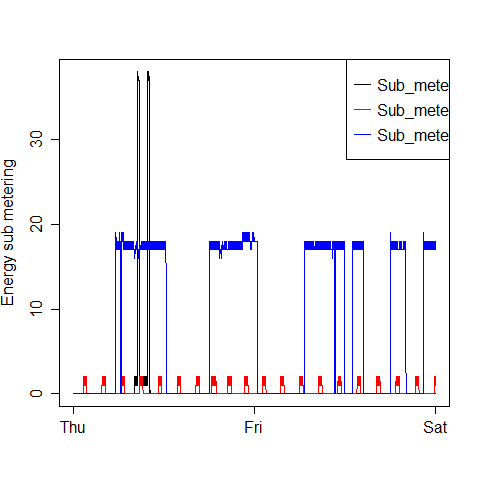 Sub_mete
Sub_mete
Sub_mete
Energy sub metering
0
10
20
30
Thu
Fri
Sat